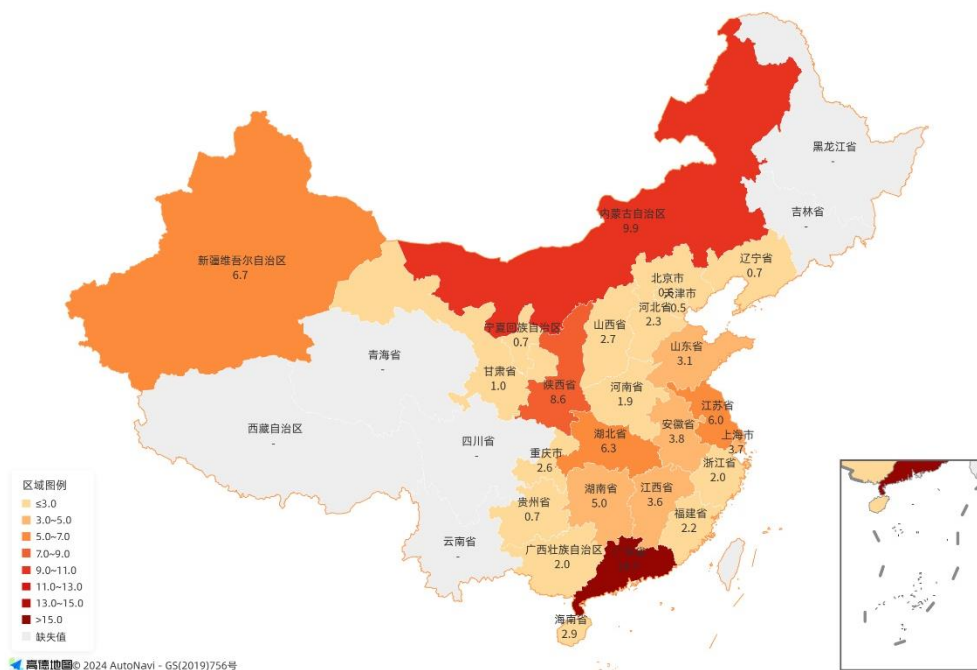 黑龙江省
-
吉林省
-
内蒙古自治区
9.9
辽宁省
0.7
新疆维吾尔自治区
6.7
北京市
天津市
0.5
河北省
2.3
宁夏回族自治区
0.7
山西省
2.7
山东省
3.1
青海省
-
甘肃省
1.0
陕西省
8.6
河南省
1.9
江苏省
6.0
西藏自治区
-
四川省
-
湖北省
6.3
安徽省
3.8
上海市
3.7
重庆市
2.6
浙江省
2.0
湖南省
5.0
江西省
3.6
贵州省
0.7
福建省
2.2
云南省
-
广西壮族自治区
2.0
海南省
2.9
区域图例
≤3.0
3.0~5.0
5.0~7.0
7.0~9.0
9.0~11.0
11.0~13.0
13.0~15.0
>15.0
缺失值
高德地图© 2024 AutoNavi - GS(2019)756号